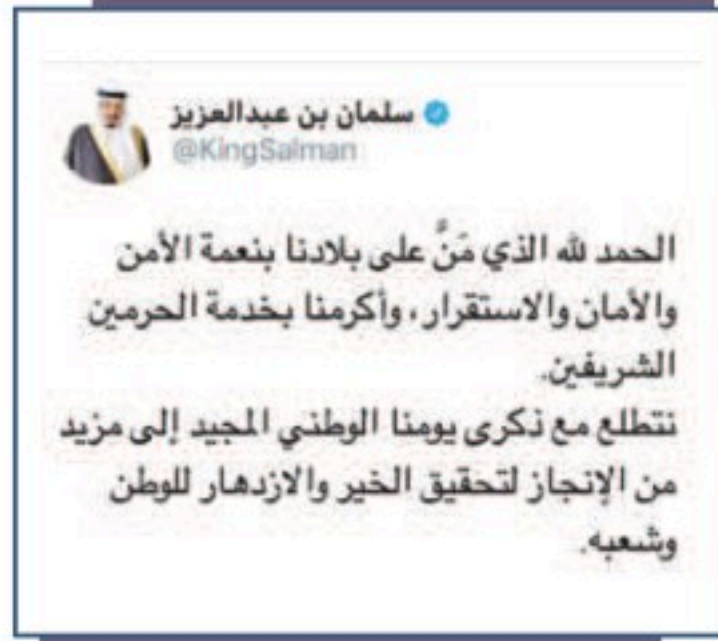 سلمان بن عبدالعزيز
@KingSalman
الحمد لله الذي مَنَّ على بلادنا بنعمة الأمن
والأمان والاستقرار، وأكرمنا بخدمة الحرمين
الشريفين.
نتطلع مع ذكرى يومنا الوطني المجيد إلى مزيد
من الإنجاز لتحقيق الخير والازدهار للوطن
وشعبه.